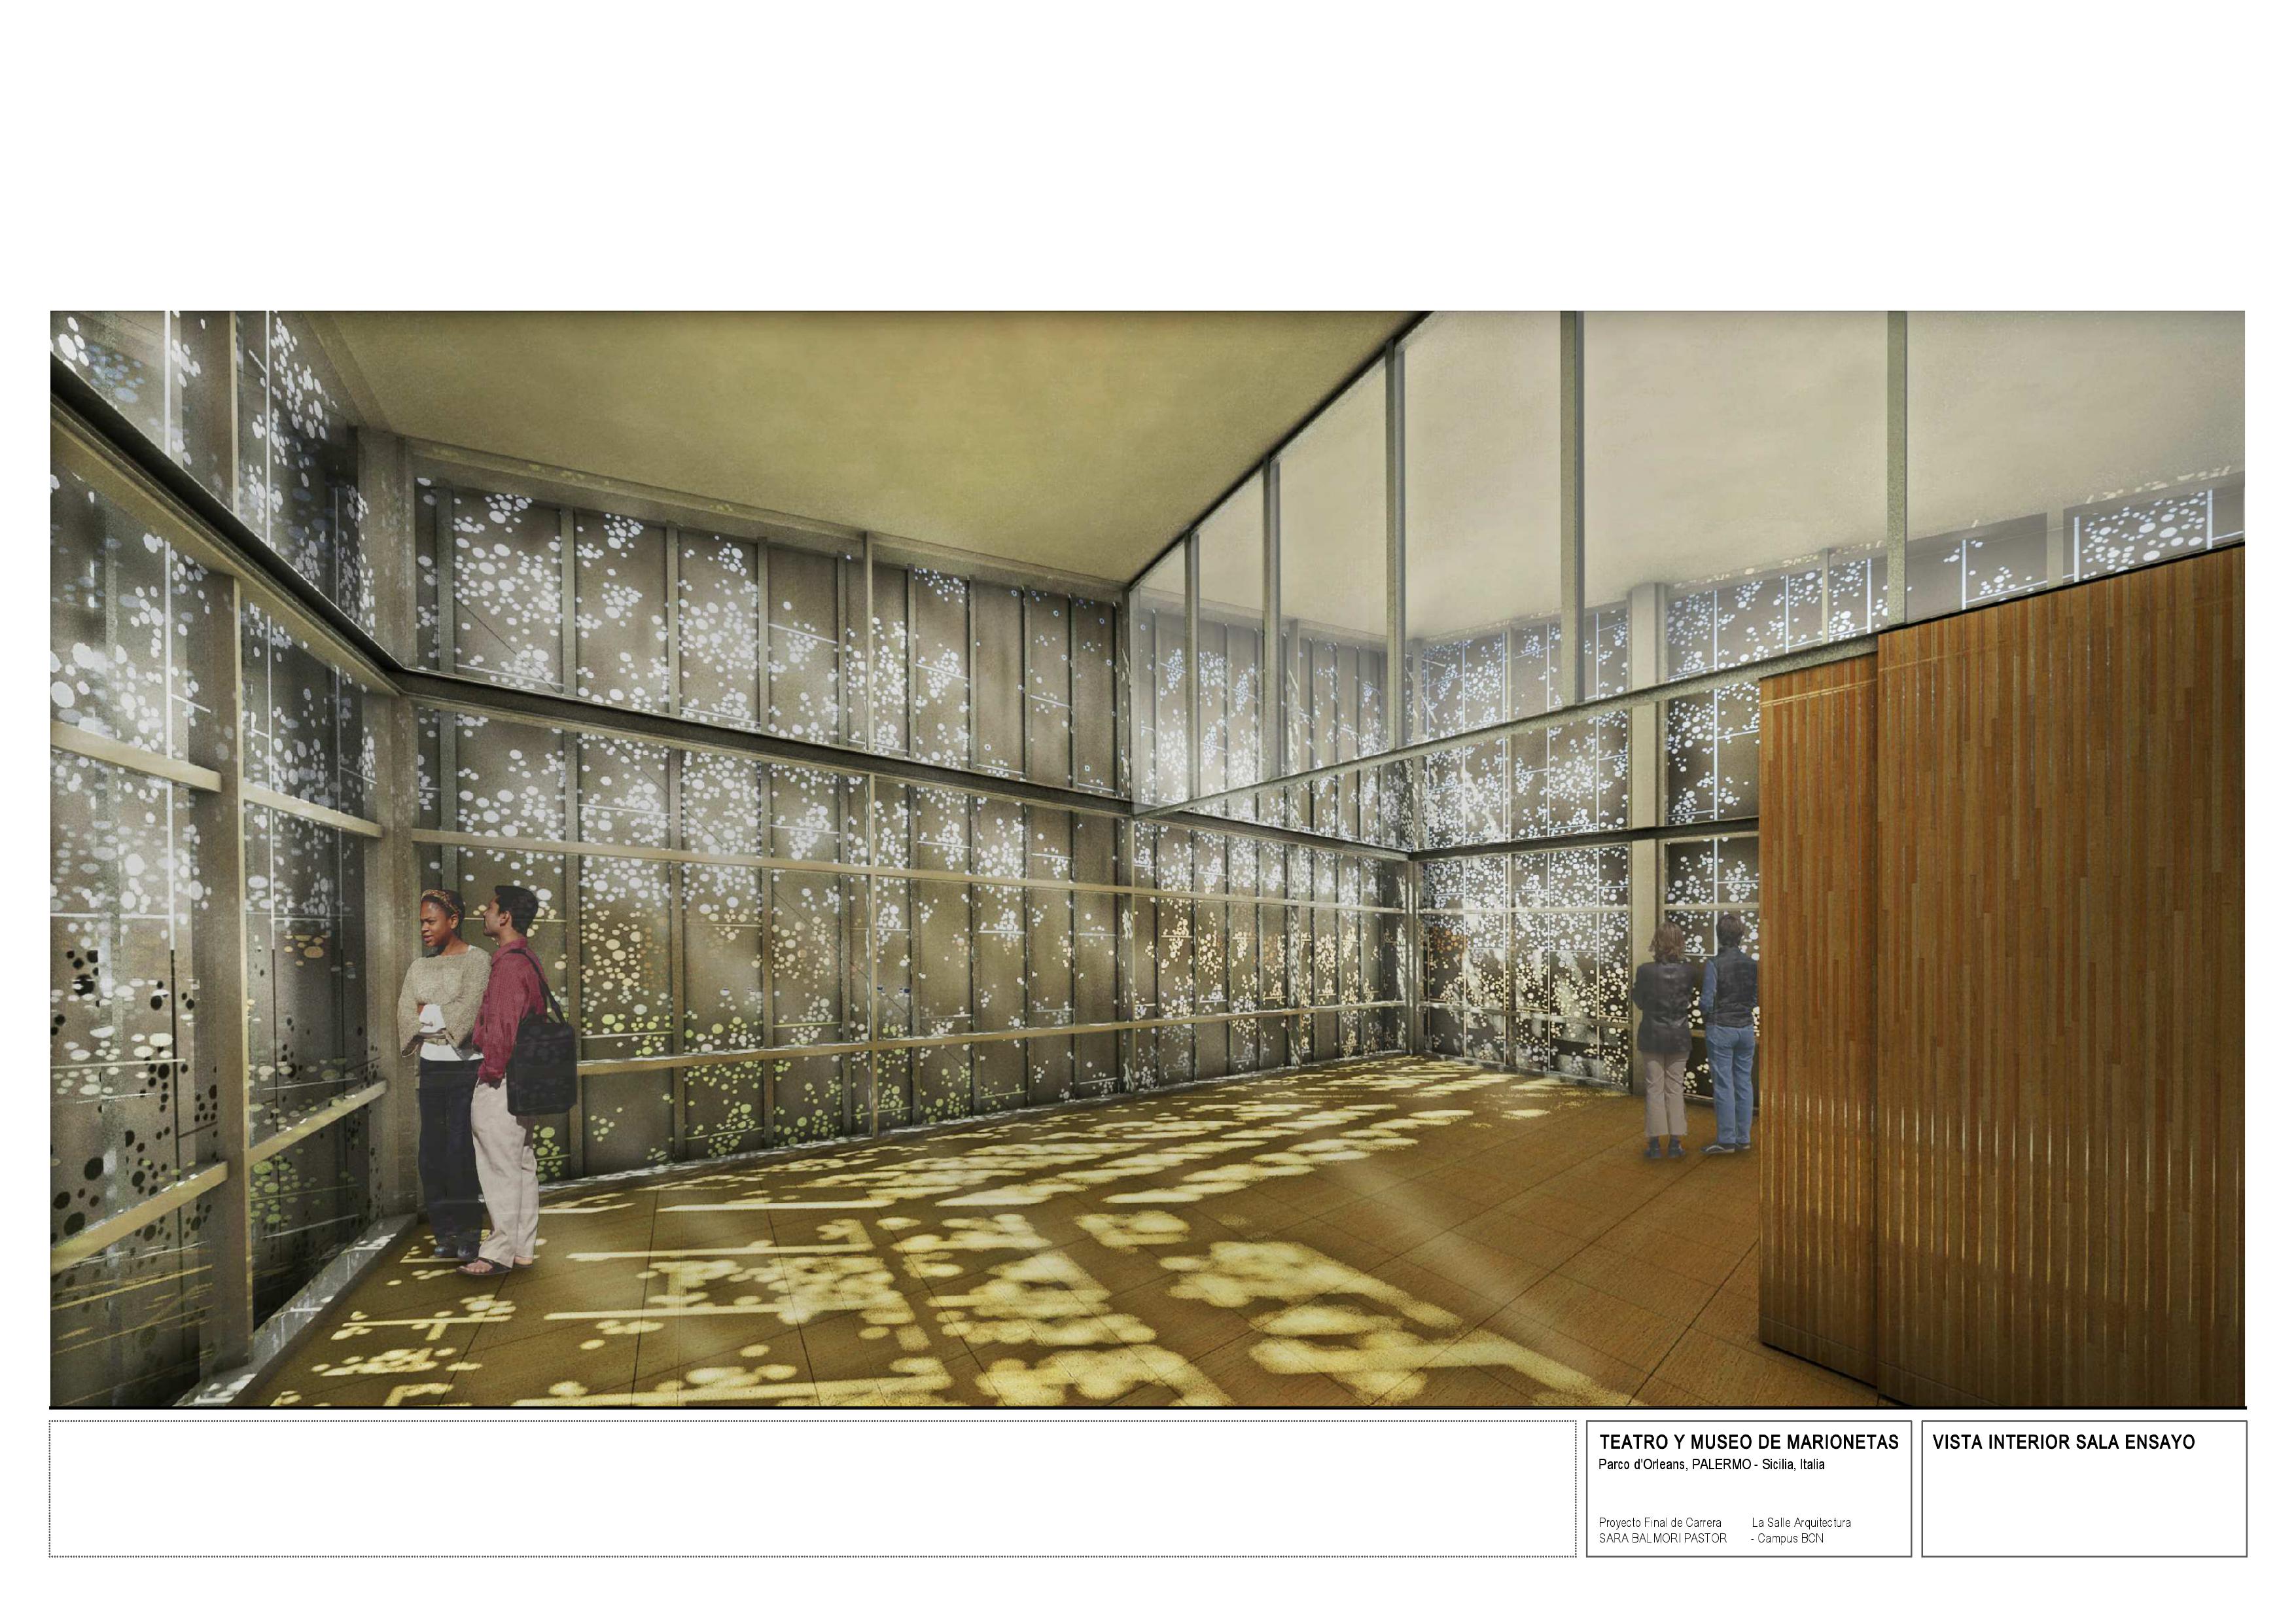 TEATRO Y MUSEO DE MARIONETAS
Parco d'Orleans, PALERMO - Sicilia, Italia
Proyecto Final de Carrera La Salle Arquitectura
SARA BALMORI PASTOR - Campus BCN
VISTA INTERIOR SALA ENSAYO